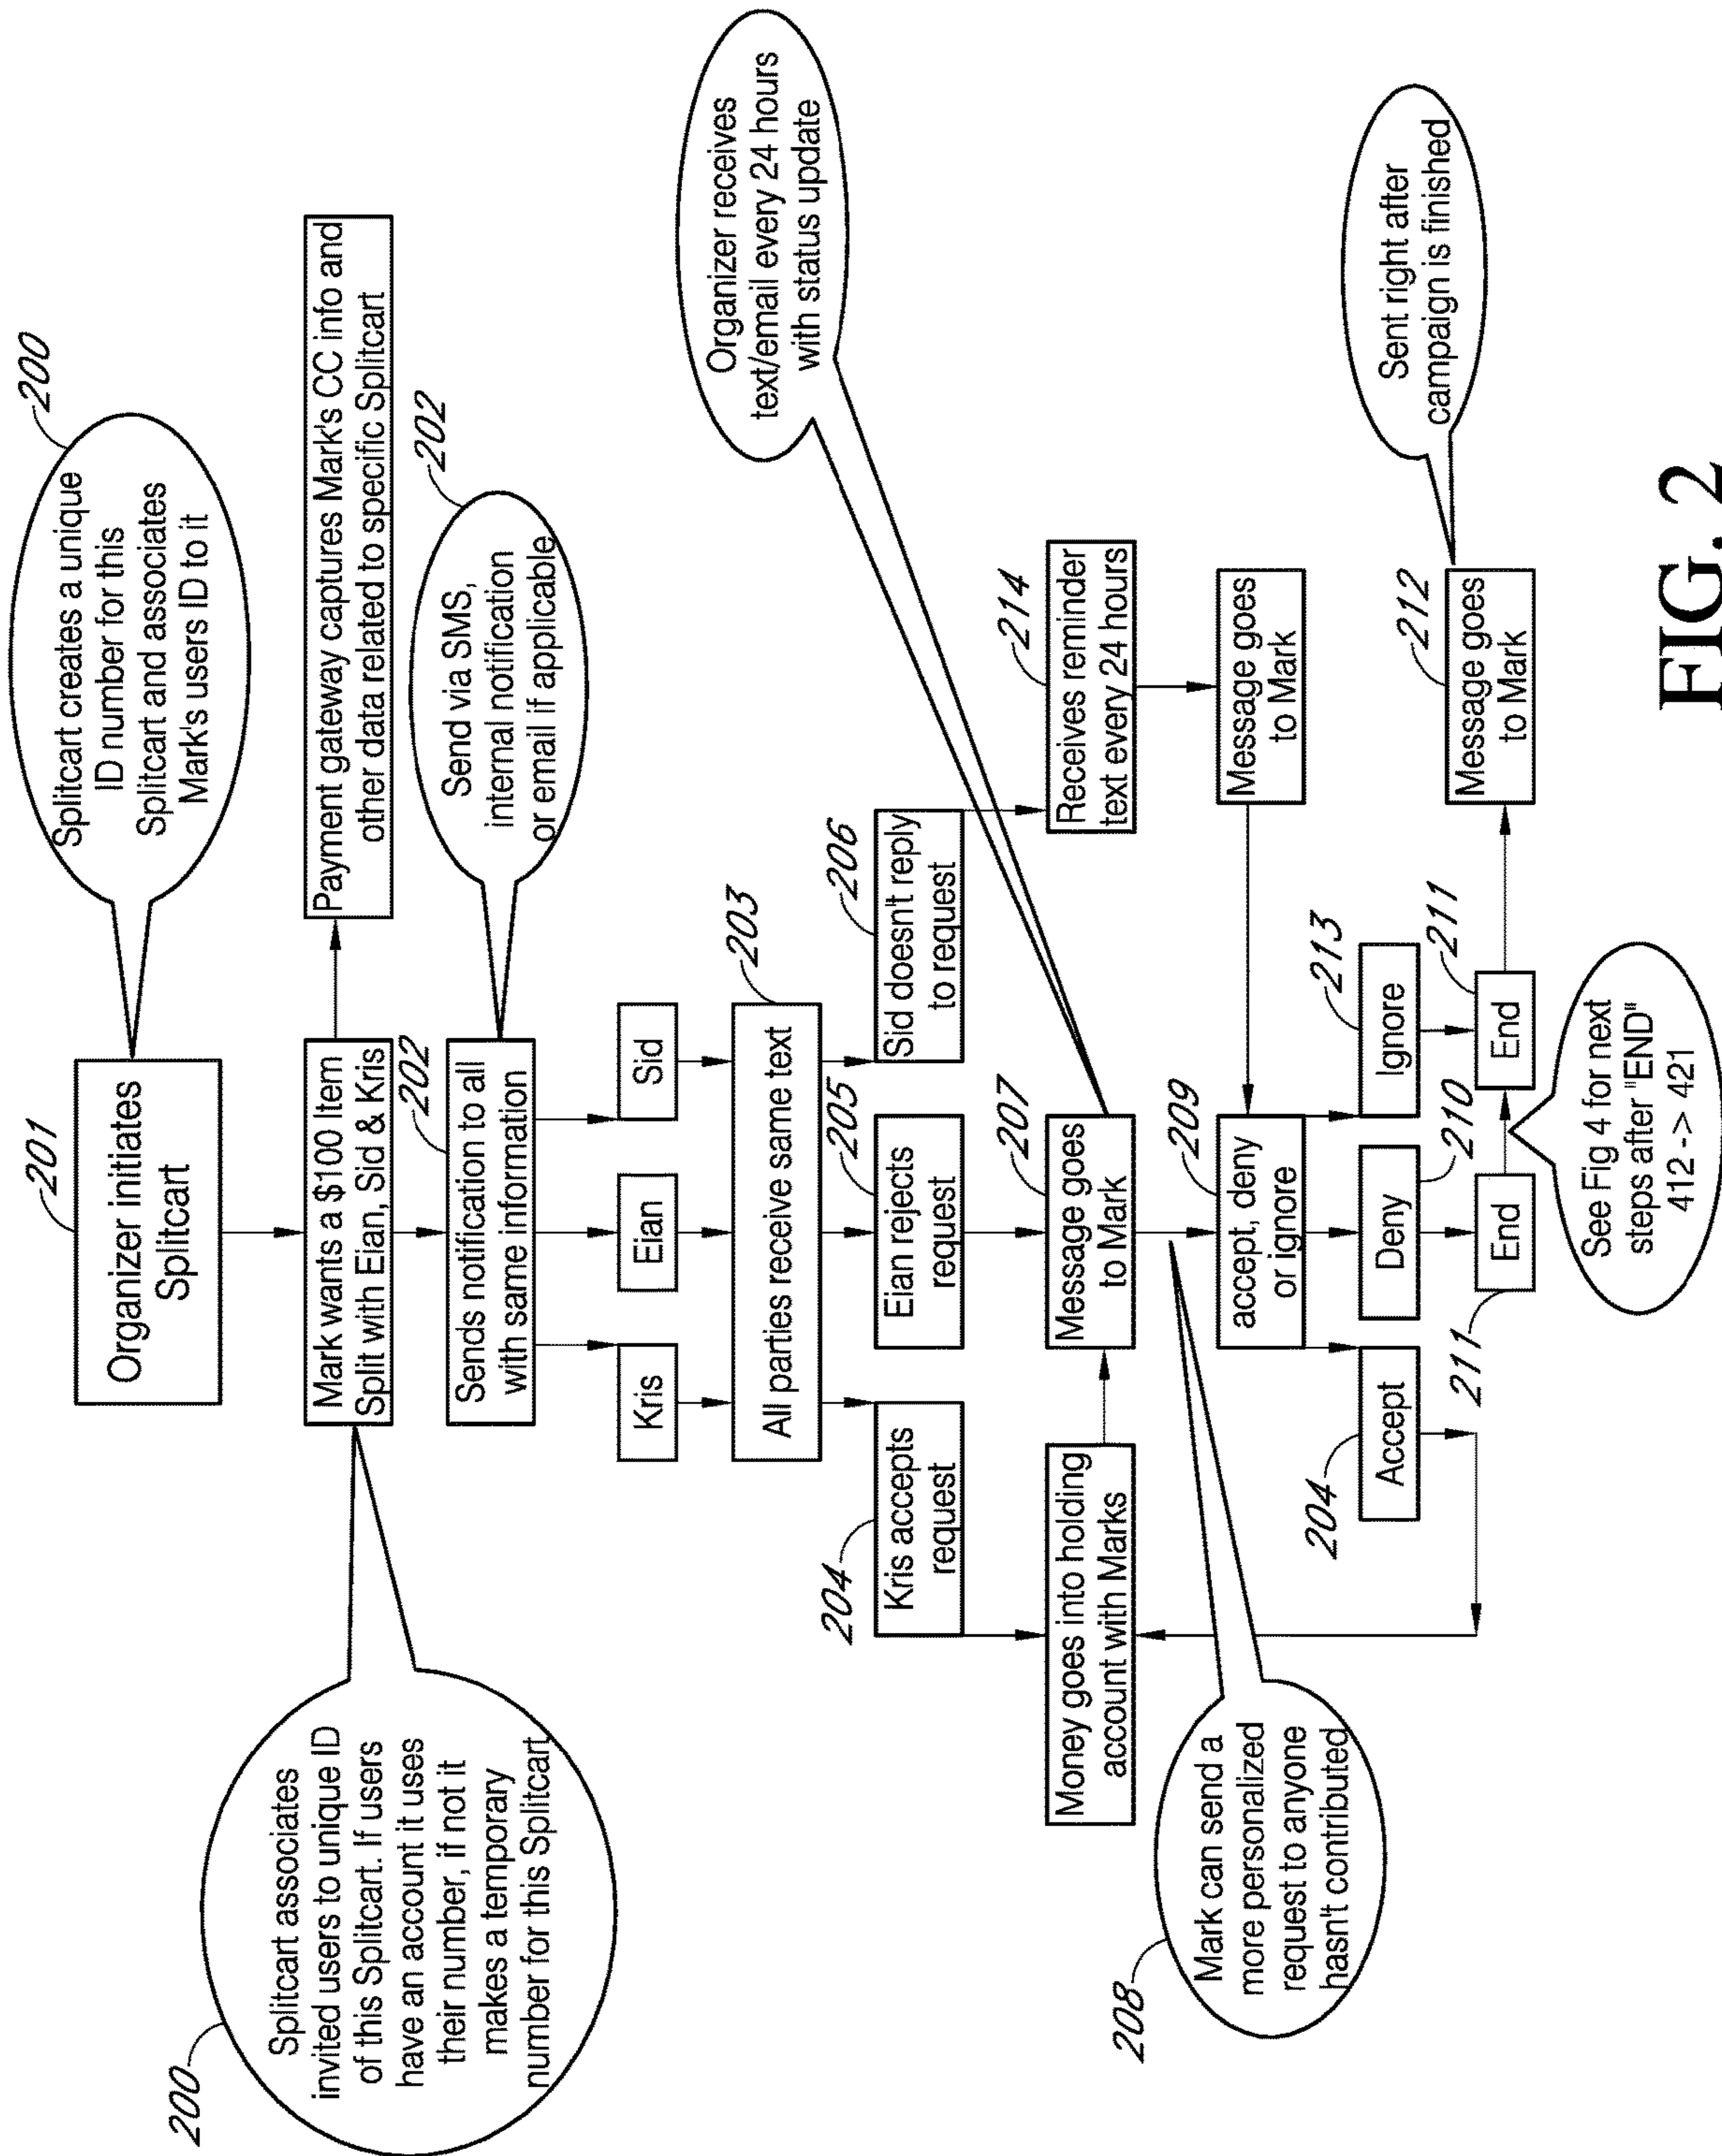 200
Splitcart creates a unique
ID number for this
Splitcart and associates
Mark's users ID to it
201
Organizer initiates
Splitcart
200
Splitcart associates
invited users to unique ID
of this Splitcart. If users
have an account it uses
their number, if not it
makes a temporary
number for this Splitcart
Mark wants a $100 Item
Split with Eian, Sid & Kris
Payment gateway captures Mark's CC info and
other data related to specific Splitcart
202
Sends notification to all
with same information
202
Send via SMS,
internal notification
or email if applicable
Kris
Eian
Sid
203
All parties receive same text
204
Kris accepts
request
205
Eian rejects
request
206
Sid doesn't reply
to request
Organizer receives
text/email every 24 hours
with status update
Money goes into holding
account with Marks
207
Message goes
to Mark
214
Receives reminder
text every 24 hours
208
Mark can send a
more personalized
request to anyone
hasn't contributed
209
accept, deny
or ignore
Message goes
to Mark
204
Accept
Deny
210
213
Ignore
211
End
211
End
212
Message goes
to Mark
Sent right after
campaign is finished
See Fig 4 for next
steps after "END"
412 -> 421
FIG. 2